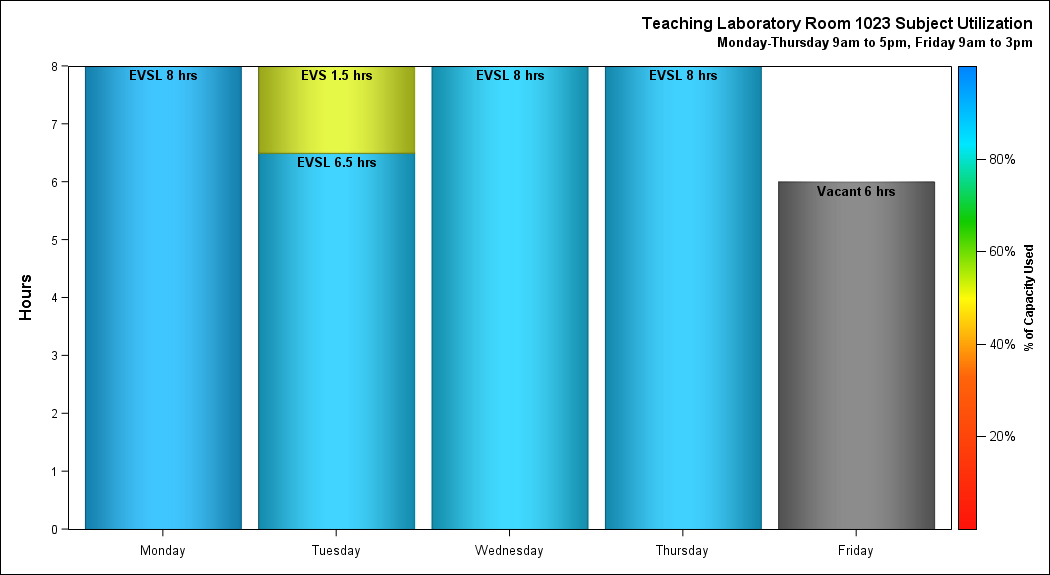 Teaching Laboratory Room 1023 Subject Utilization
Monday-Thursday 9am to 5pm, Friday 9am to 3pm
EVSL 8 hrs
EVS 1.5 hrs
EVSL 6.5 hrs
EVSL 8 hrs
EVSL 8 hrs
Vacant 6 hrs
Hours
8
7
6
5
4
3
2
1
0
Monday
Tuesday
Wednesday
Thursday
Friday
80%
60%
40%
20%
% of Capacity Used